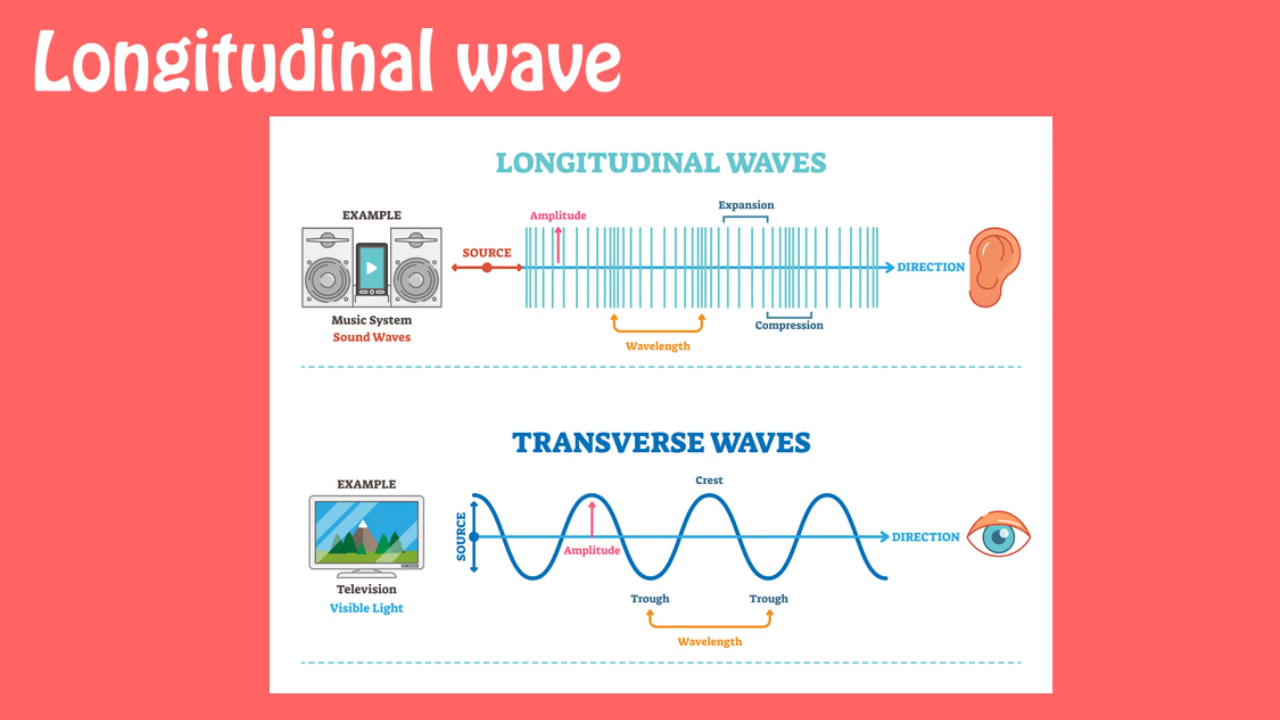 Longitudinal wave
LONGITUDINAL WAVES
EXAMPLE
Music System
Sound Waves
SOURCE
Amplitude
Expansion
DIRECTION
Wavelength
Compression
TRANSVERSE WAVES
EXAMPLE
Television
Visible Light
SOURCE
Amplitude
Crest
DIRECTION
Trough
Trough
Wavelength